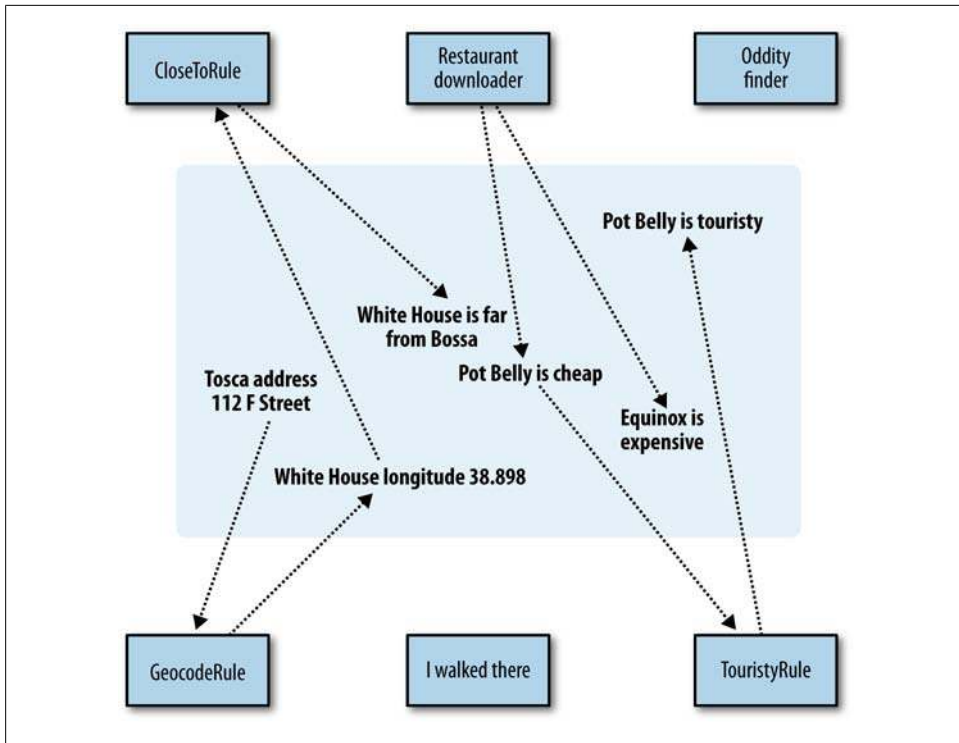 CloseToRule
Restaurant
downloader
Oddity
finder
Pot Belly is touristy
White House is far
from Bossa
Pot Belly is cheap
Tosca address
112 F Street
Equinox is
expensive
White House longitude 38.898
GeocodeRule
I walked there
TouristyRule